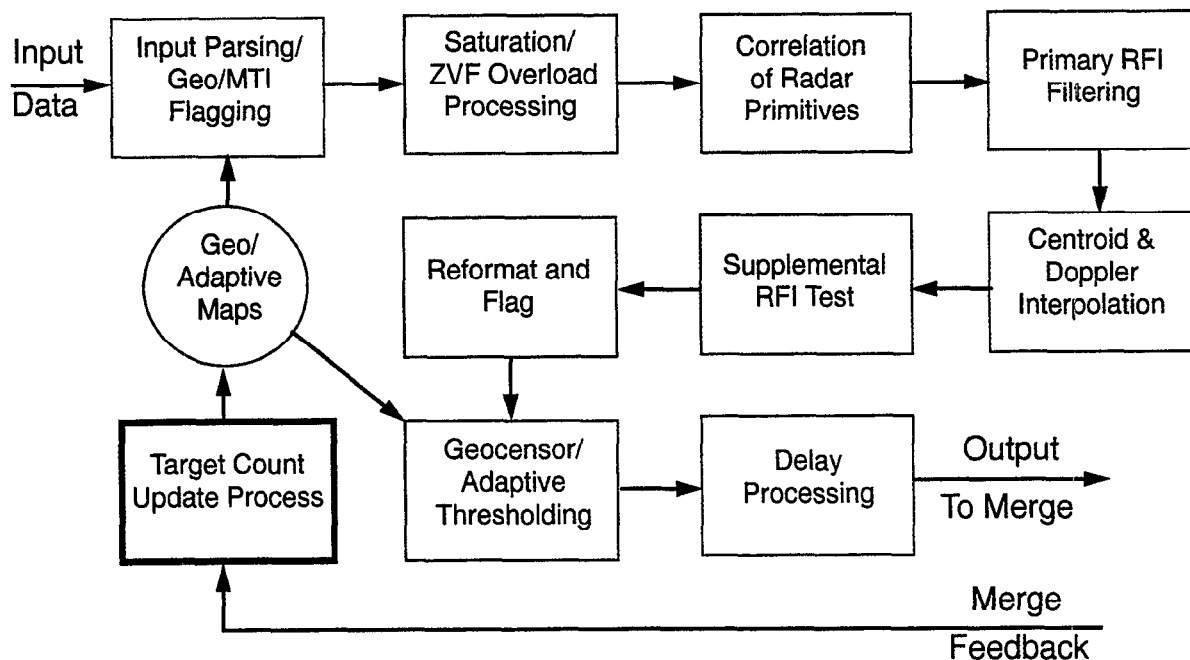 Input
Data
Input Parsing/
Geo/MTI
Flagging
Saturation/
ZVF Overload
Processing
Correlation
of Radar
Primitives
Primary RFI
Filtering
Geo/
Adaptive
Maps
Reformat and
Flag
Supplemental
RFI Test
Centroid &
Doppler
Interpolation
Target Count
Update Process
Geocensor/
Adaptive
Thresholding
Delay
Processing
Output
To Merge
Merge
Feedback